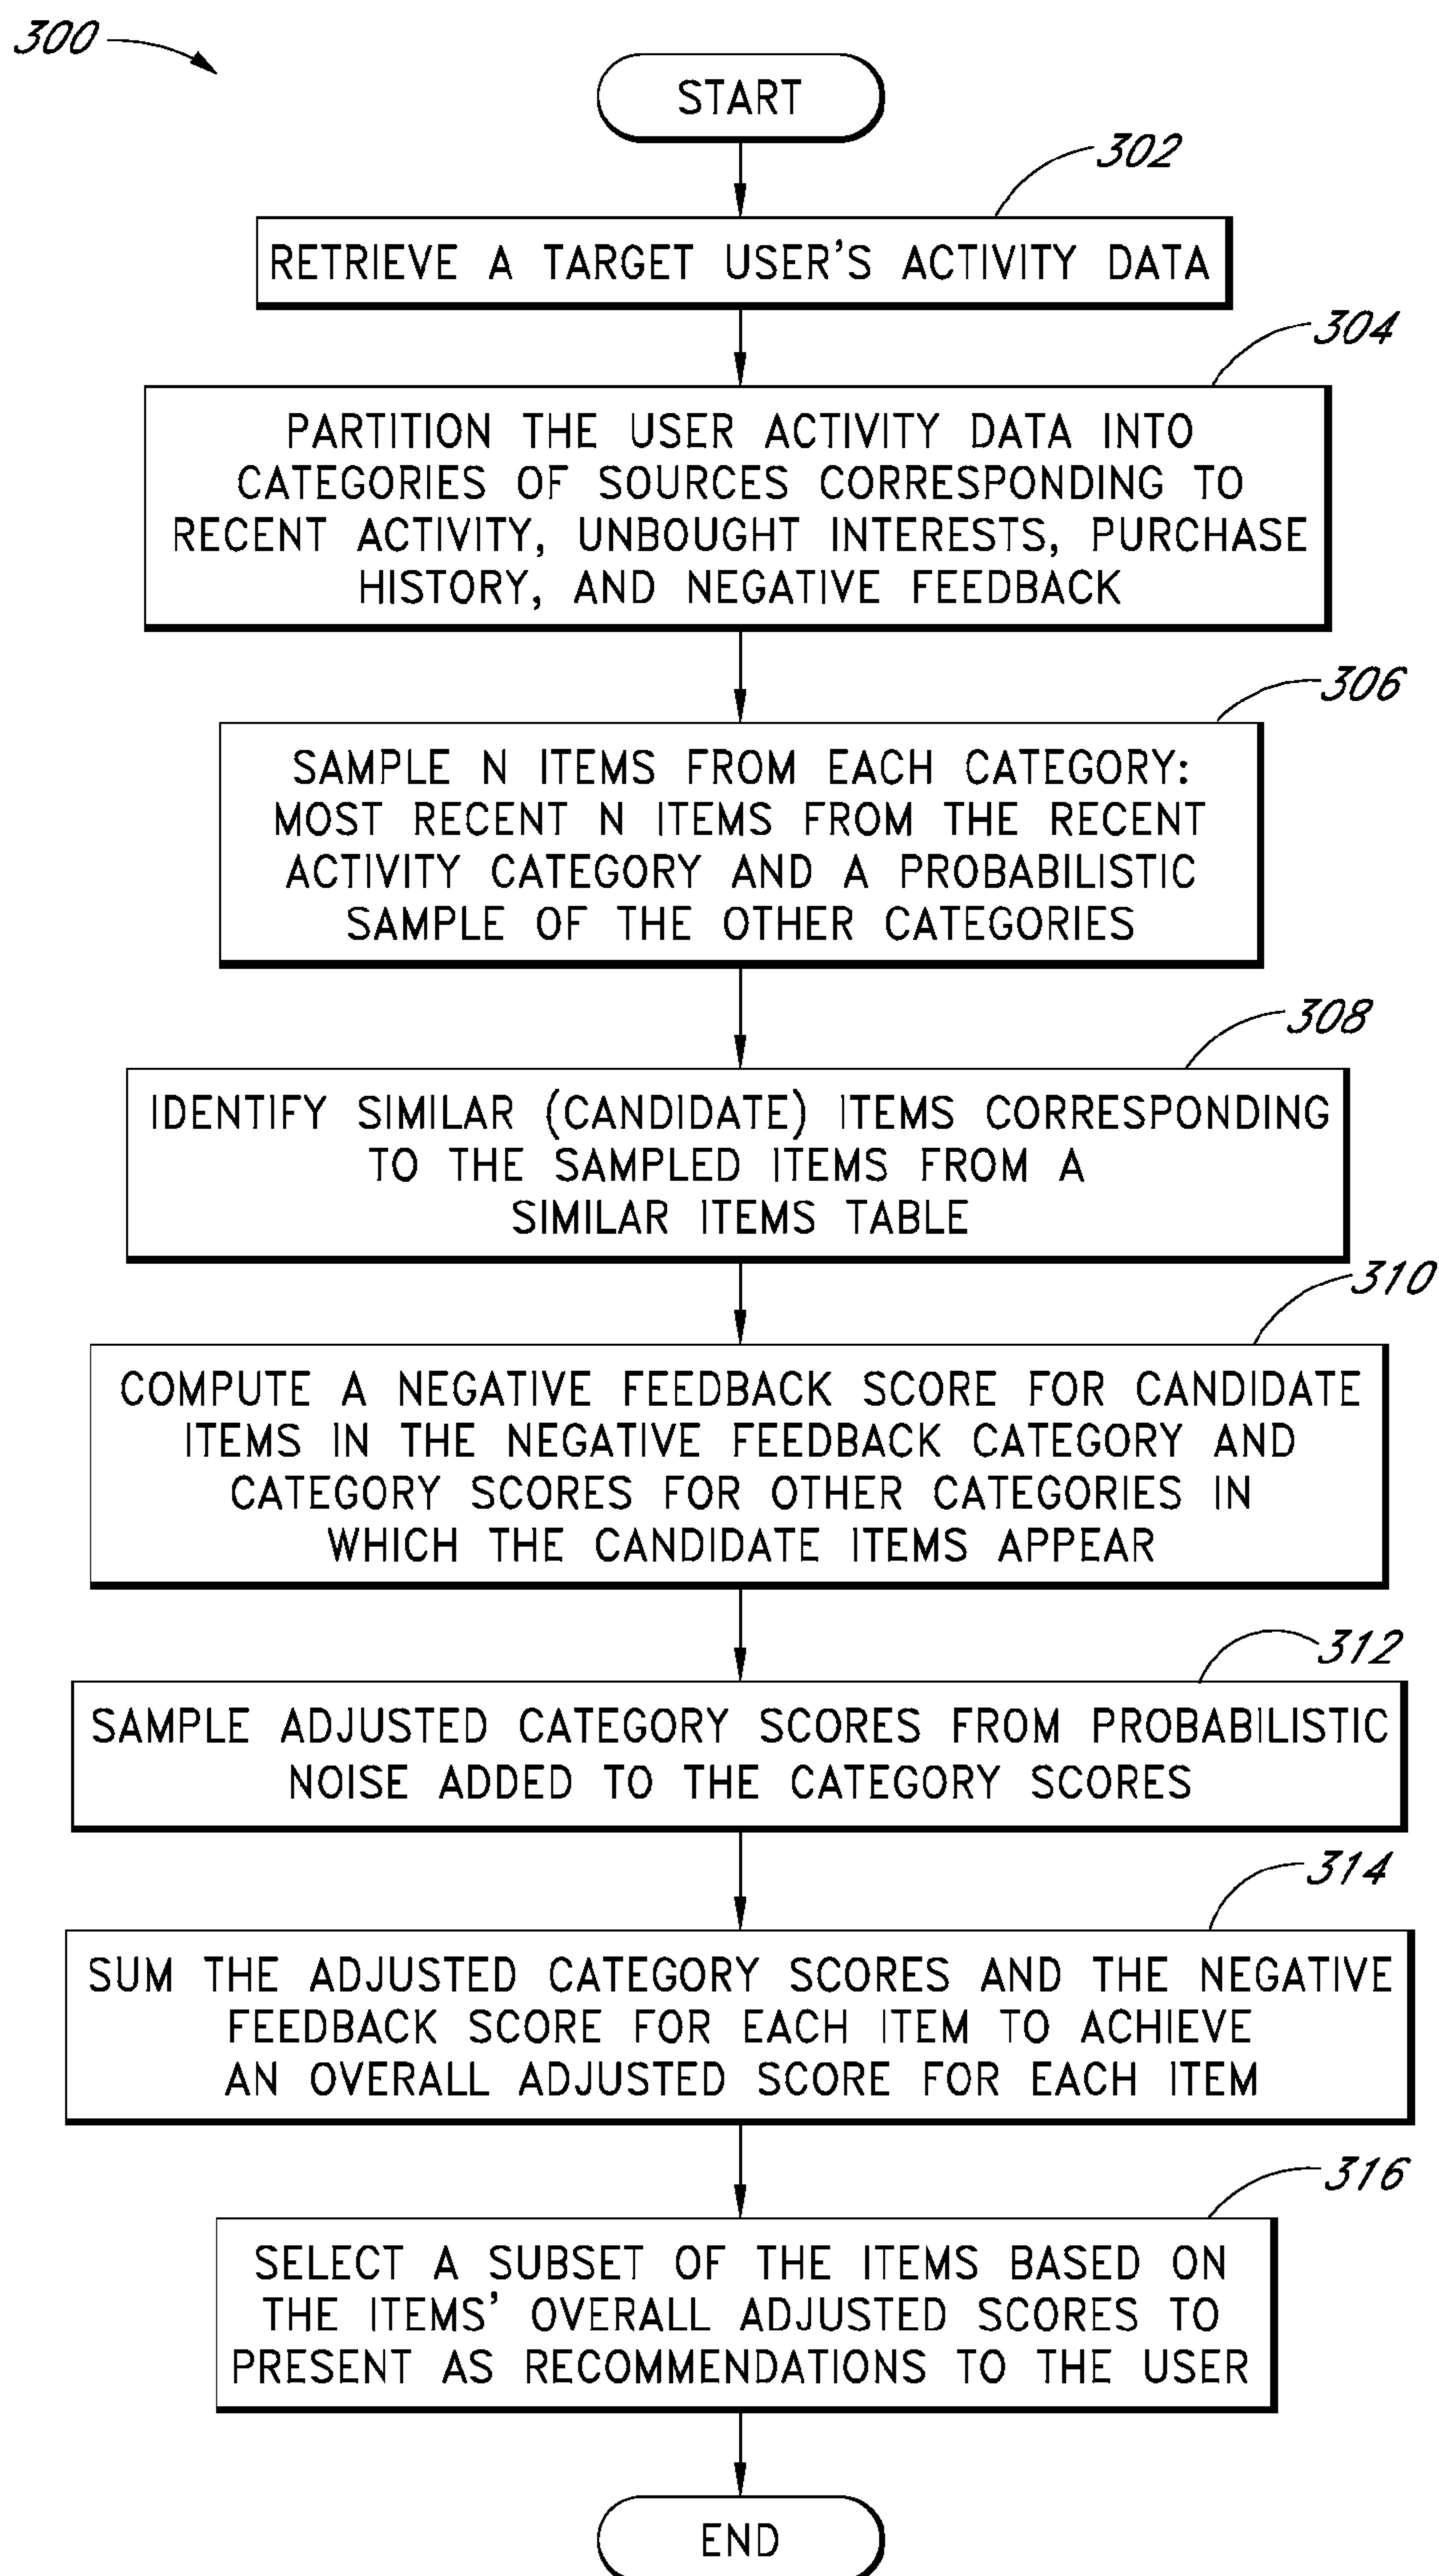 300
START
302
RETRIEVE A TARGET USER'S ACTIVITY DATA
304
PARTITION THE USER ACTIVITY DATA INTO
CATEGORIES OF SOURCES CORRESPONDING TO
RECENT ACTIVITY, UNBOUGHT INTERESTS, PURCHASE
HISTORY, AND NEGATIVE FEEDBACK
306
SAMPLE N ITEMS FROM EACH CATEGORY:
MOST RECENT N ITEMS FROM THE RECENT
ACTIVITY CATEGORY AND A PROBABILISTIC
SAMPLE OF THE OTHER CATEGORIES
308
IDENTIFY SIMILAR (CANDIDATE) ITEMS CORRESPONDING
TO THE SAMPLED ITEMS FROM A
SIMILAR ITEMS TABLE
310
COMPUTE A NEGATIVE FEEDBACK SCORE FOR CANDIDATE
ITEMS IN THE NEGATIVE FEEDBACK CATEGORY AND
CATEGORY SCORES FOR OTHER CATEGORIES IN
WHICH THE CANDIDATE ITEMS APPEAR
312
SAMPLE ADJUSTED CATEGORY SCORES FROM PROBABILISTIC
NOISE ADDED TO THE CATEGORY SCORES
314
SUM THE ADJUSTED CATEGORY SCORES AND THE NEGATIVE
FEEDBACK SCORE FOR EACH ITEM TO ACHIEVE
AN OVERALL ADJUSTED SCORE FOR EACH ITEM
316
SELECT A SUBSET OF THE ITEMS BASED ON
THE ITEMS' OVERALL ADJUSTED SCORES TO
PRESENT AS RECOMMENDATIONS TO THE USER
END